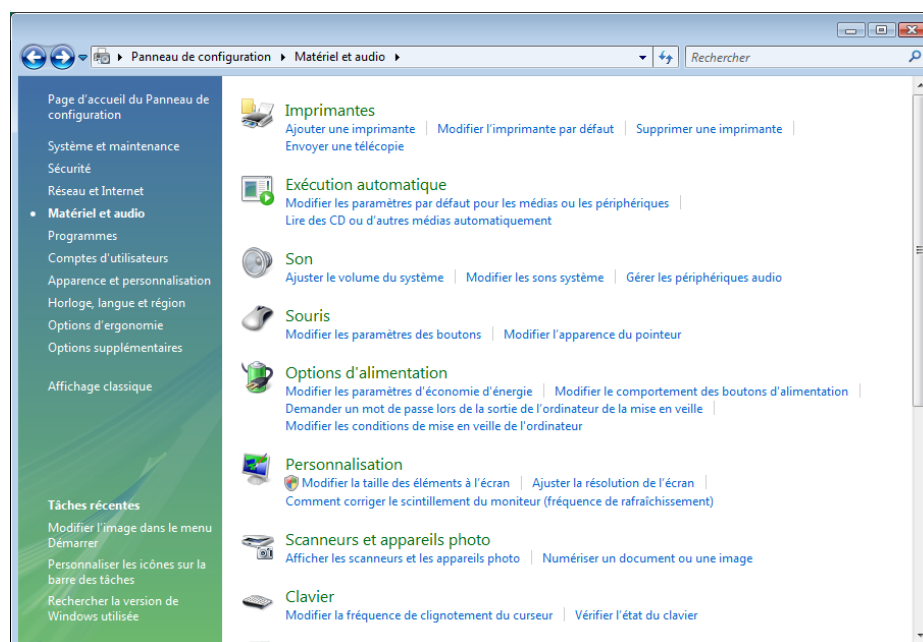 Panneau de configuration
Matériel et audio
Rechercher
Page d'accueil du Panneau de
configuration
Système et maintenance
Sécurité
Réseau et Internet
Matériel et audio
Programmes
Comptes d'utilisateurs
Apparence et personnalisation
Horloge, langue et région
Options d'ergonomie
Options supplémentaires
Affichage classique
Tâches récentes
Modifier l'image dans le menu
Démarrer
Personnaliser les icônes sur la
barre des tâches
Rechercher la version de
Windows utilisée
Imprimantes
Ajouter une imprimante
Modifier l'imprimante par défaut
Supprimer une imprimante
Envoyer une télécopie
Exécution automatique
Modifier les paramètres par défaut pour les médias ou les périphériques
Lire des CD ou d'autres médias automatiquement
Son
Ajuster le volume du système
Modifier les sons système
Gérer les périphériques audio
Souris
Modifier les paramètres des boutons
Modifier l'apparence du pointeur
Options d'alimentation
Modifier les paramètres d'économie d'énergie
Modifier le comportement des boutons d'alimentation
Demander un mot de passe lors de la sortie de l'ordinateur de la mise en veille
Modifier les conditions de mise en veille de l'ordinateur
Personnalisation
Modifier la taille des éléments à l'écran
Ajuster la résolution de l'écran
Comment corriger le scintillement du moniteur (fréquence de rafraîchissement)
Scanneurs et appareils photo
Afficher les scanneurs et les appareils photo
Numériser un document ou une image
Clavier
Modifier la fréquence de clignotement du curseur
Vérifier l'état du clavier